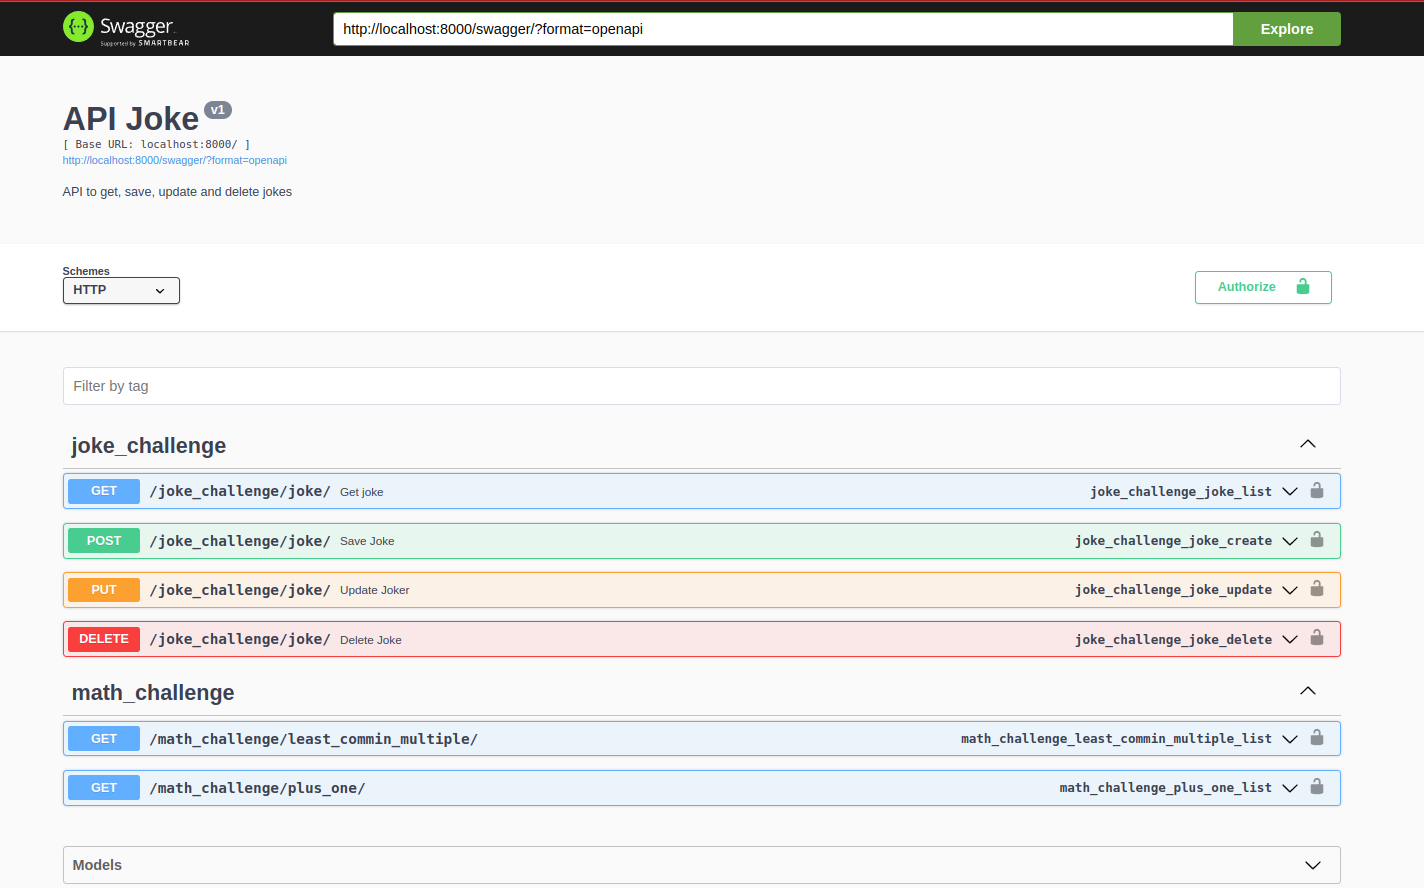 Swagger
Supported by SMARTBEAR
http://localhost:8000/swagger/?format=openapi
Explore
API Joke v1
[ Base URL: localhost:8000/ ]
http://localhost:8000/swagger/?format=openapi
API to get, save, update and delete jokes
Schemes
HTTP
Authorize
Filter by tag
joke_challenge
GET /joke_challenge/joke/ Get joke joke_challenge_joke_list
POST /joke_challenge/joke/ Save Joke joke_challenge_joke_create
PUT /joke_challenge/joke/ Update Joker joke_challenge_joke_update
DELETE /joke_challenge/joke/ Delete Joke joke_challenge_joke_delete
math_challenge
GET /math_challenge/least_commin_multiple/ math_challenge_least_commin_multiple_list
GET /math_challenge/plus_one/ math_challenge_plus_one_list
Models